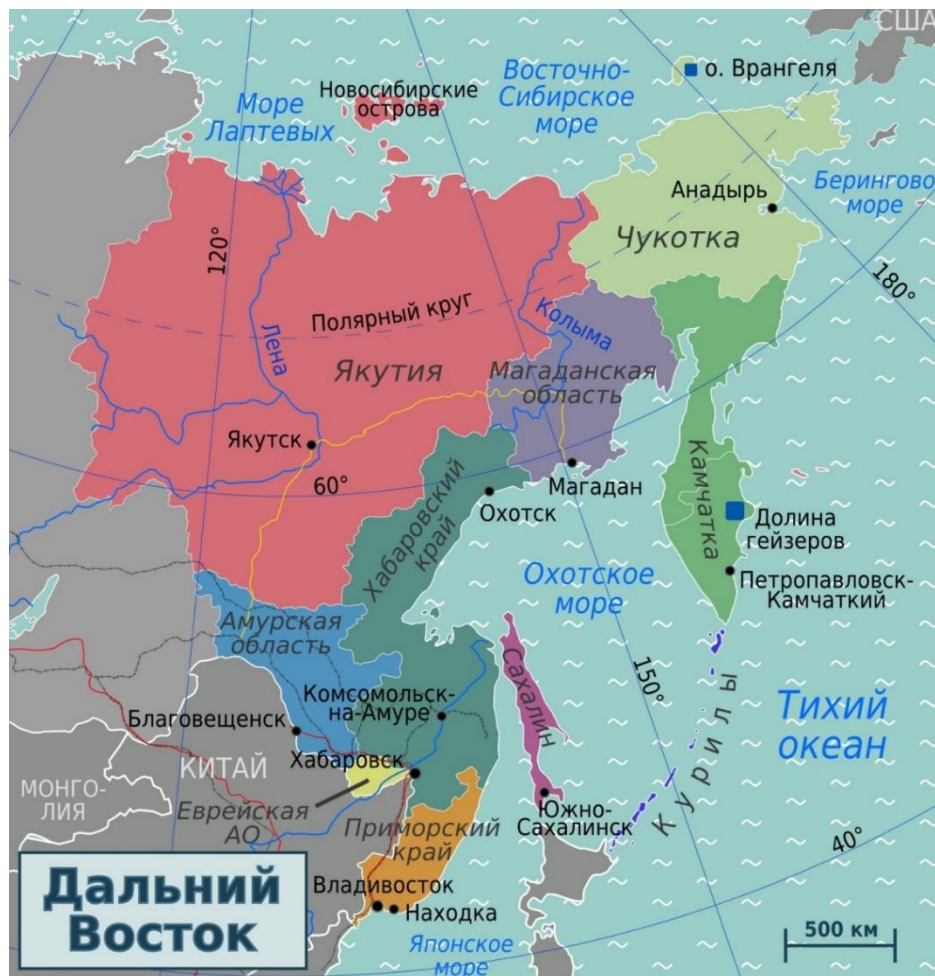 США
о. Врангеля
Новосибирские
острова
Восточно-
Сибирское
море
Море
Лаптевых
Анадырь
Берингово
море
Чукотка
120°
180°
Полярный круг
Лена
Колыма
Якутия
Магаданская
область
Якутск
60°
Магадан
Охотск
Хабаровский
край
Камчатка
Долина
гейзеров
Охотское
море
Петропавловск-
Камчаткий
Амурская
область
Сахалин
150°
Комсомольск-
на-Амуре
Благовещенск
Хабаровск
Тихий
океан
Курилы
КИТАЙ
МОНГО-
ЛИЯ
Еврейская
АО
Южно-
Сахалинск
Приморский
край
40°
Дальний
Восток
Владивосток
Находка
Японское
море
500 км